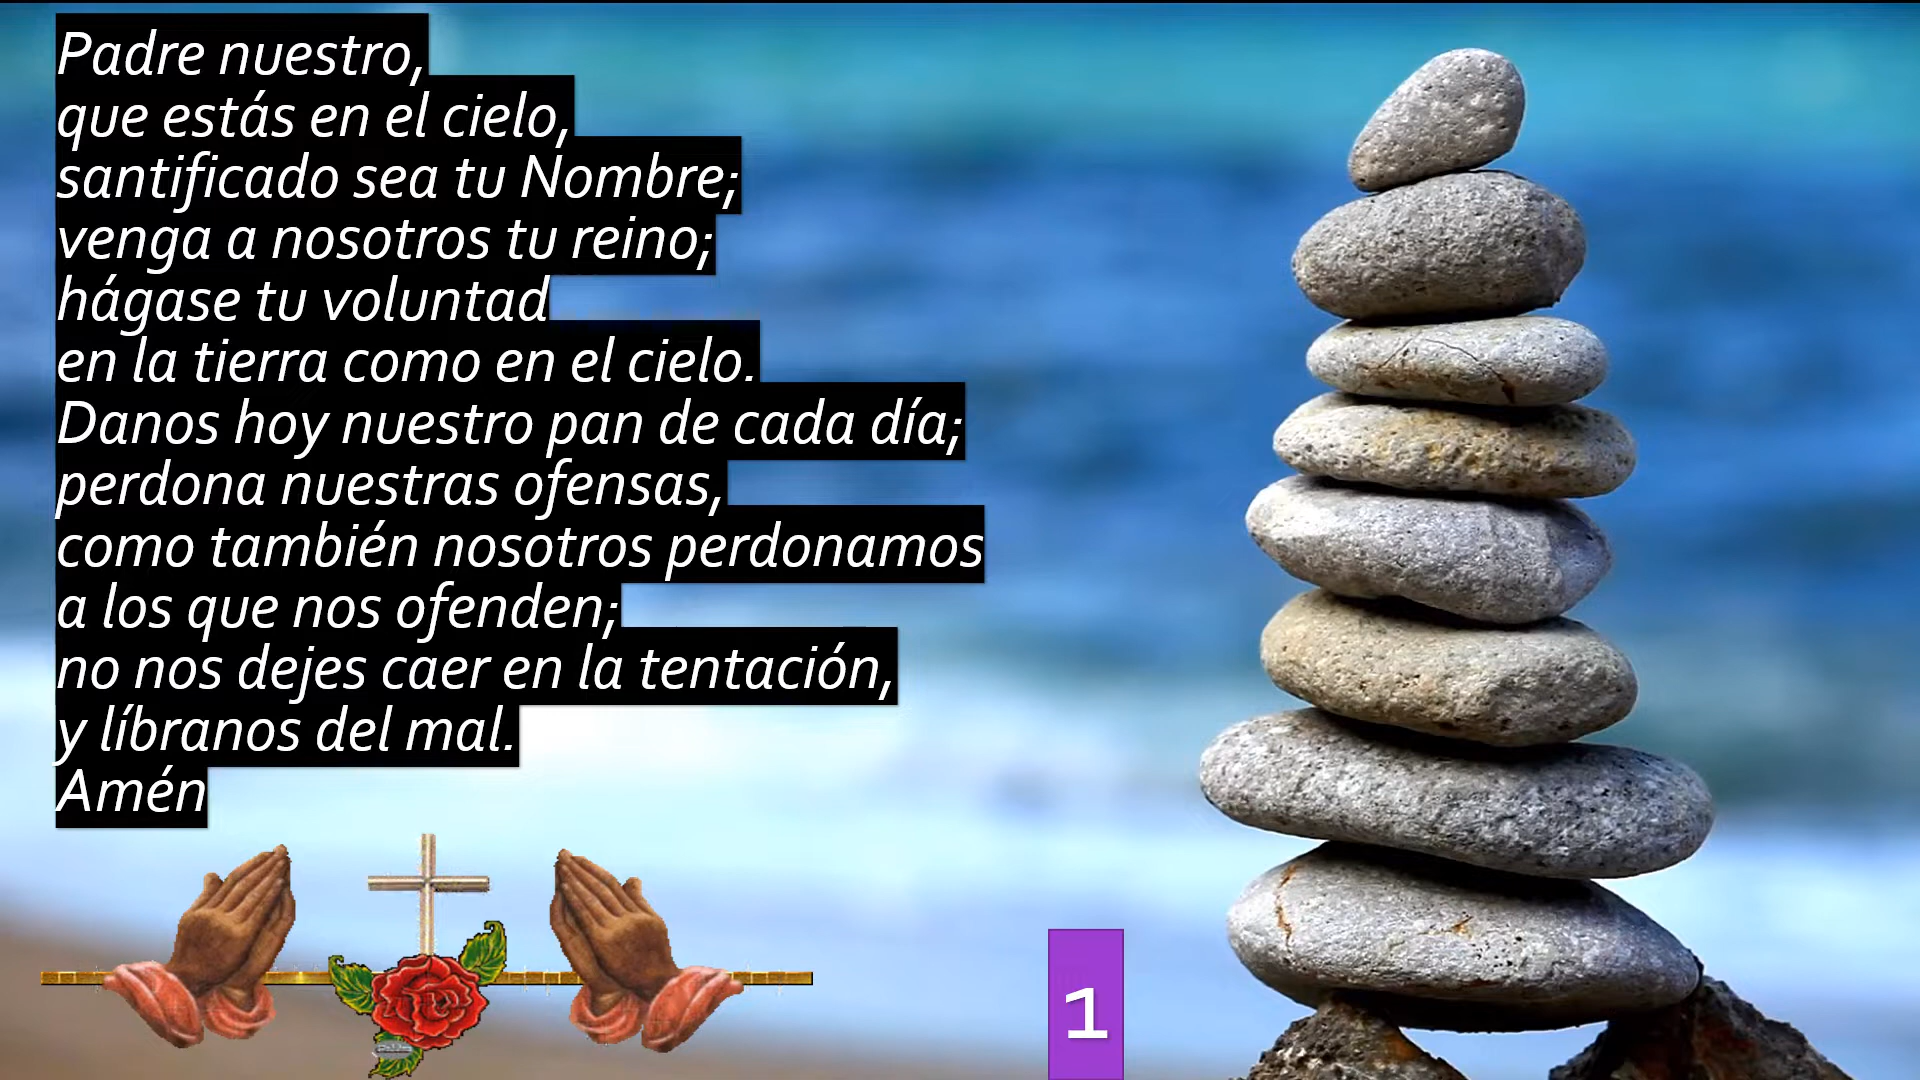 Padre nuestro,
que estás en el cielo,
santificado sea tu Nombre;
venga a nosotros tu reino;
hágase tu voluntad
en la tierra como en el cielo.
Danos hoy nuestro pan de cada día;
perdona nuestras ofensas,
como también nosotros perdonamos
a los que nos ofenden;
no nos dejes caer en la tentación,
y líbranos del mal.
Amén
1